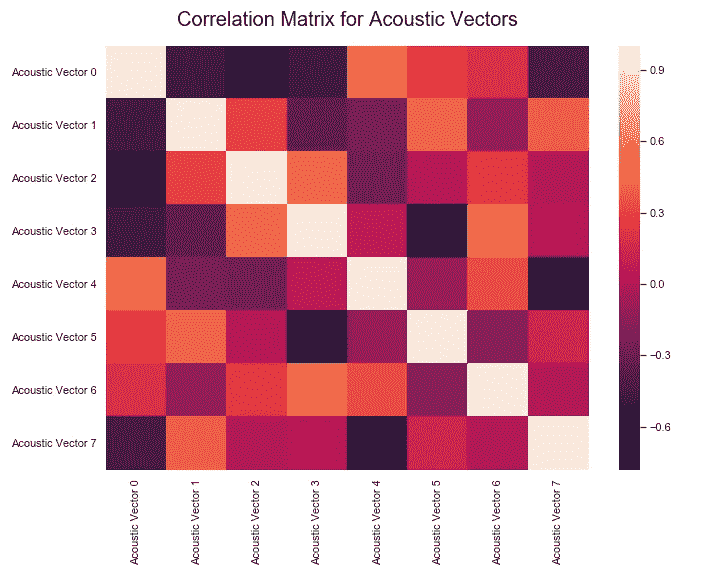 Correlation Matrix for Acoustic Vectors
Acoustic Vector 0
Acoustic Vector 1
Acoustic Vector 2
Acoustic Vector 3
Acoustic Vector 4
Acoustic Vector 5
Acoustic Vector 6
Acoustic Vector 7
0.9
0.6
0.3
0.0
−0.3
−0.6
Acoustic Vector 0
Acoustic Vector 1
Acoustic Vector 2
Acoustic Vector 3
Acoustic Vector 4
Acoustic Vector 5
Acoustic Vector 6
Acoustic Vector 7